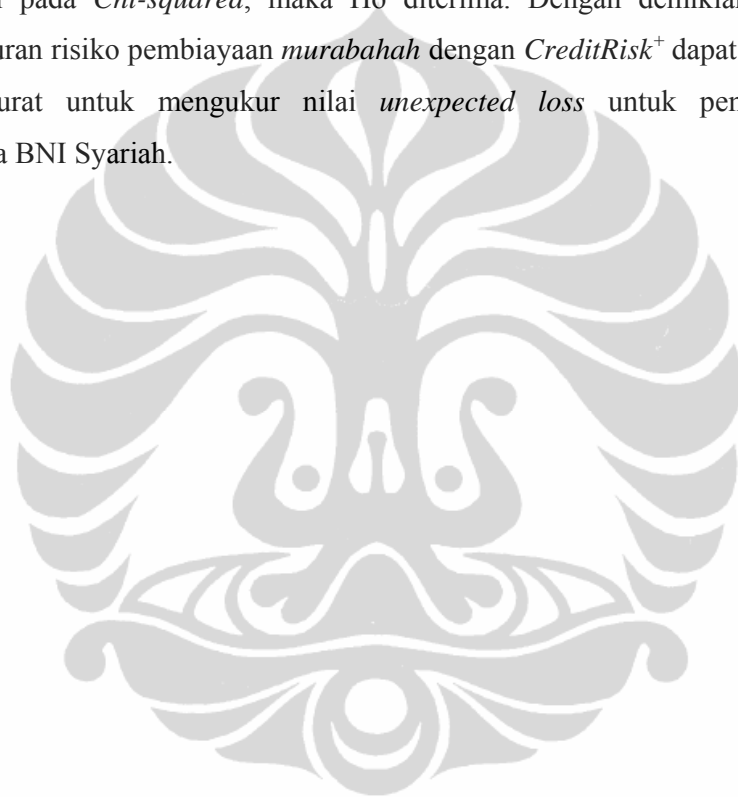 pada Chi-squared, maka Ho diterima. Dengan demikian
uran risiko pembiayaan murabahah dengan CreditRisk+ dapat
urat untuk mengukur nilai unexpected loss untuk pen
a BNI Syariah.